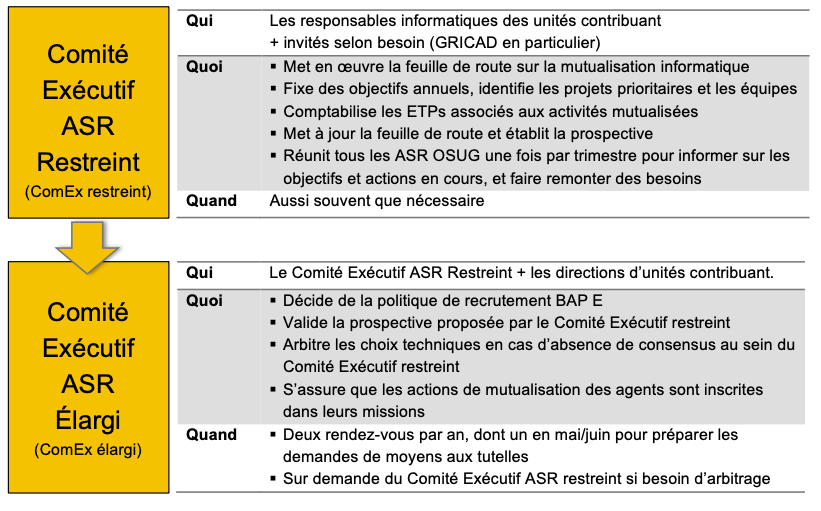 Comité
Exécutif
ASR
Restreint
(ComEx restreint)
Qui
Les responsables informatiques des unités contribuant
+ invités selon besoin (GRICAD en particulier)
Quoi
▪ Met en œuvre la feuille de route sur la mutualisation informatique
▪ Fixe des objectifs annuels, identifie les projets prioritaires et les équipes
▪ Comptabilise les ETPs associés aux activités mutualisées
▪ Met à jour la feuille de route et établit la prospective
▪ Réunit tous les ASR OSUG une fois par trimestre pour informer sur les
objectifs et actions en cours, et faire remonter des besoins
Quand
Aussi souvent que nécessaire
Comité
Exécutif
ASR
Élargi
(ComEx élargi)
Qui
Le Comité Exécutif ASR Restreint + les directions d’unités contribuant.
Quoi
▪ Décide de la politique de recrutement BAP E
▪ Valide la prospective proposée par le Comité Exécutif restreint
▪ Arbitre les choix techniques en cas d’absence de consensus au sein du
Comité Exécutif restreint
▪ S’assure que les actions de mutualisation des agents sont inscrites
dans leurs missions
Quand
▪ Deux rendez-vous par an, dont un en mai/juin pour préparer les
demandes de moyens aux tutelles
▪ Sur demande du Comité Exécutif ASR restreint si besoin d’arbitrage